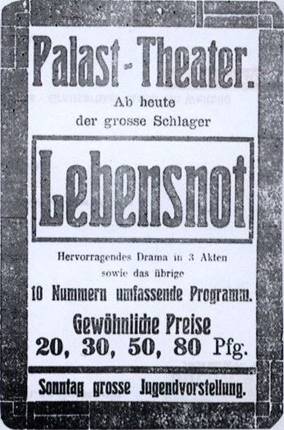 Palast-Theater.
Ab heute
der grosse Schlager
Lebensnot
Hervorragendes Drama in 3 Akten
sowie das übrige
10 Nummern umfassende Programm.
Gewöhnliche Preise
20, 30, 50, 80 Pfg.
Sonntag grosse Jugendvorstellung.